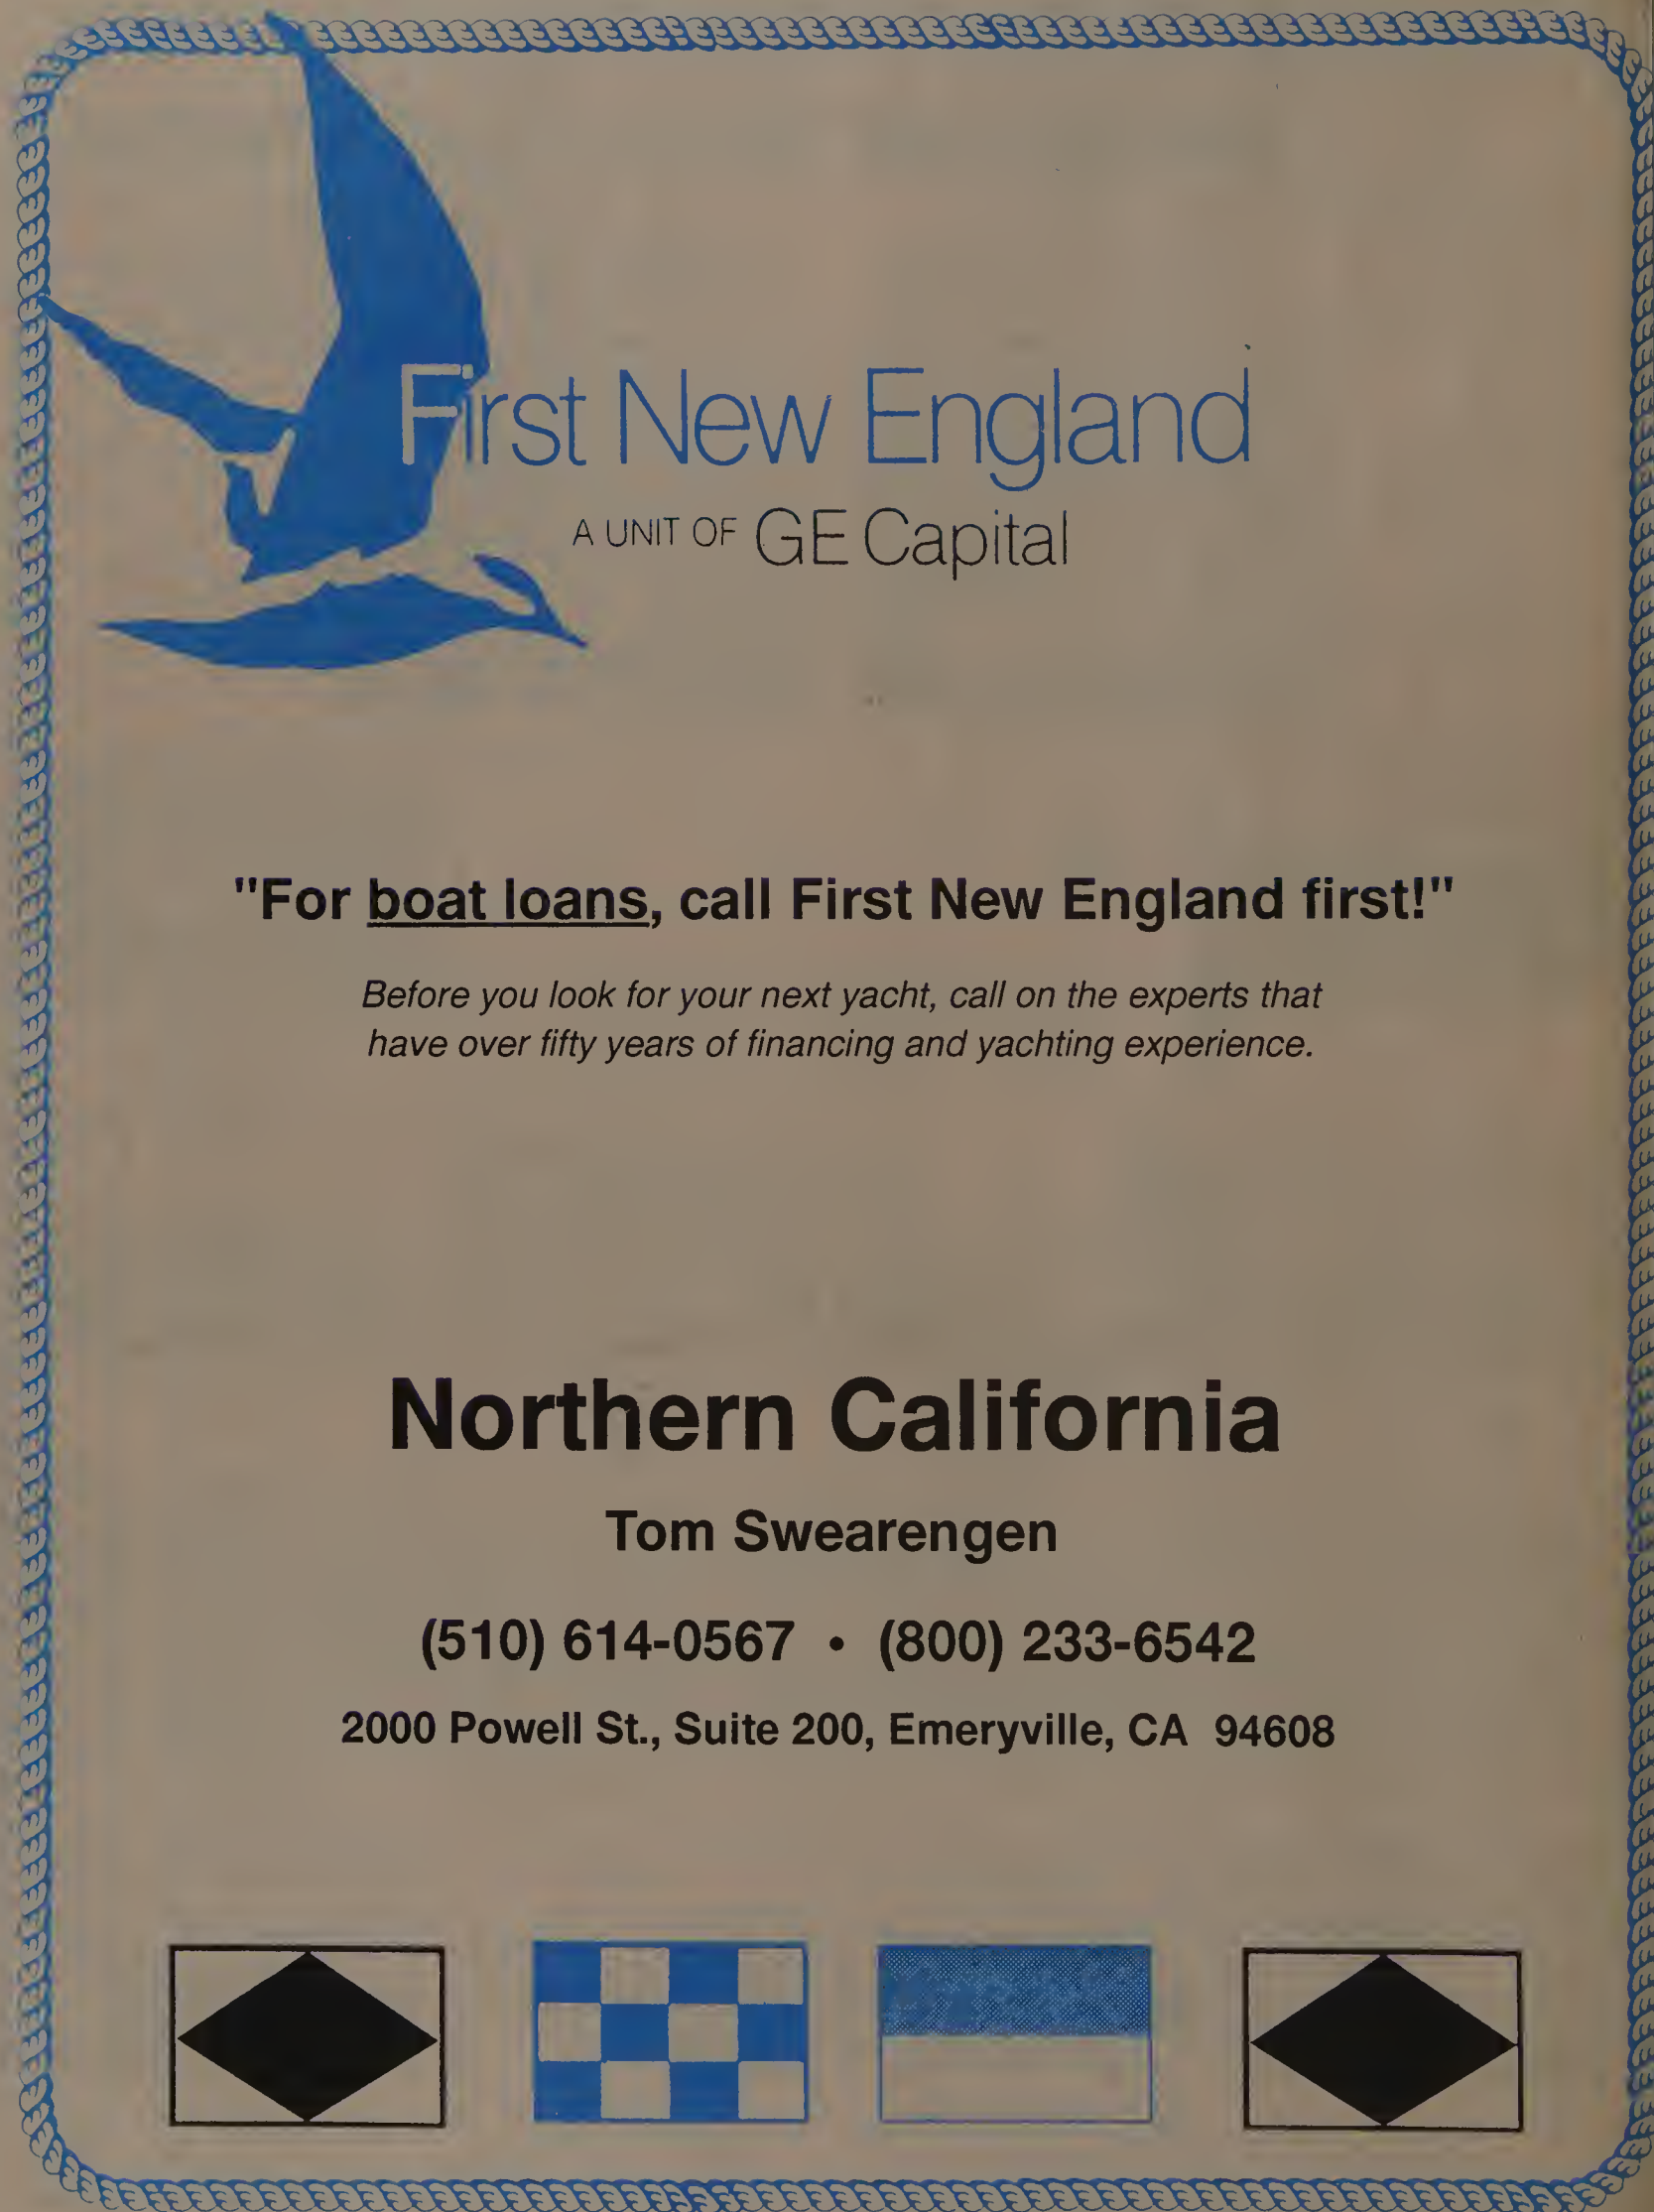 First New England
A UNIT OF GE Capital
"For boat loans, call First New England first!"
Before you look for your next yacht, call on the experts that
have over fifty years of financing and yachting experience.
Northern California
Tom Swearengen
(510) 614-0567 • (800) 233-6542
2000 Powell St., Suite 200, Emeryville, CA 94608